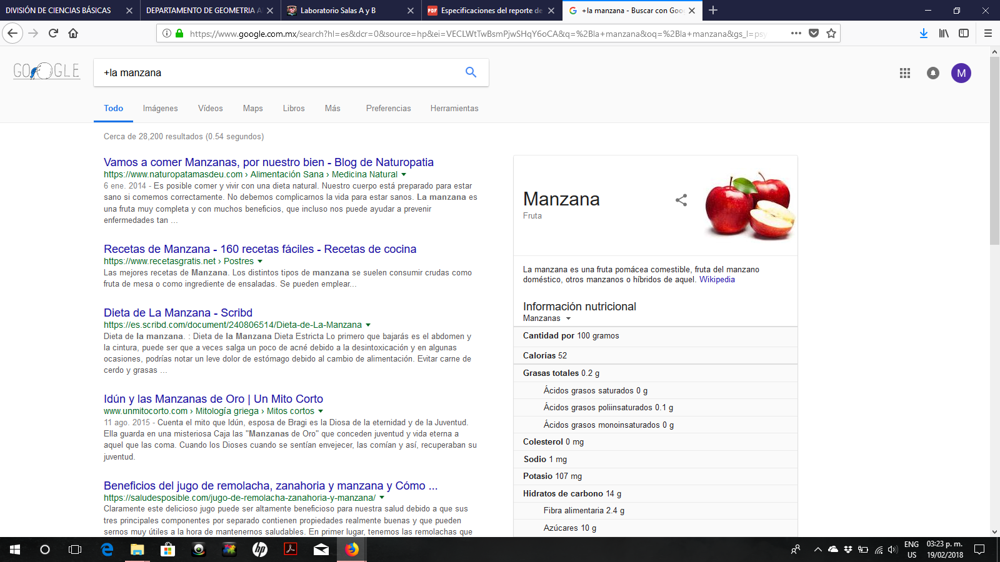 DIVISIÓN DE CIENCIAS BÁSICAS
DEPARTAMENTO DE GEOMETRIA A
Laboratorio Salas A y B
PDF
Especificaciones del reporte de
+la manzana - Buscar con Goo
https://www.google.com.mx/search?hl=es&dcr=0&source=hp&ei=VECLWtTwBsmPjwSHqY6oCA&q=%2Bla+manzana&oq=%2Bla+manzana&gs_l=psy
GOOGLE
+la manzana
M
Todo Imágenes Vídeos Maps Libros Más Preferencias Herramientas
Cerca de 28,200 resultados (0.54 segundos)
Vamos a comer Manzanas, por nuestro bien - Blog de Naturopatia
https://www.naturopatamasdeu.com › Alimentación Sana › Medicina Natural
6 ene. 2014 - Es posible comer y vivir con una dieta natural. Nuestro cuerpo está preparado para estar
sano si comemos correctamente. No debemos complicarnos la vida para estar sanos. La manzana es
una fruta muy completa y con muchos beneficios, que incluso nos puede ayudar a prevenir
enfermedades tan ...
Recetas de Manzana - 160 recetas fáciles - Recetas de cocina
https://www.recetasgratis.net › Postres
Las mejores recetas de Manzana. Los distintos tipos de manzana se suelen consumir crudas como
fruta de mesa o como ingrediente de ensaladas. Se pueden emplear...
Dieta de La Manzana - Scribd
https://es.scribd.com/document/240806514/Dieta-de-La-Manzana
Dieta de la manzana. : Dieta de la Manzana Dieta Estricta Lo primero que bajarás es el abdomen y
la cintura, puede ser que a veces salga un poco de acné debido a la desintoxicación y en algunas
ocasiones, podrías notar un leve dolor de estómago debido al cambio de alimentación. Evitar carne de
cerdo y grasas ...
Idún y las Manzanas de Oro | Un Mito Corto
www.unmitocorto.com › Mitología griega › Mitos cortos
11 ago. 2015 - Cuenta el mito que Idún, esposa de Bragi es la Diosa de la eternidad y de la Juventud.
Ella guarda en una misteriosa Caja las "Manzanas de Oro" que conceden juventud y vida eterna a
aquel que las coma. Cuando los Dioses cuando se sentían envejecer, las comían y así, recuperaban su
juventud.
Beneficios del jugo de remolacha, zanahoria y manzana y Cómo ...
https://saludesposible.com/jugo-de-remolacha-zanahoria-y-manzana/
Claramente este delicioso jugo puede ser altamente beneficioso para nuestra salud debido a que sus
tres principales componentes por separado contienen propiedades realmente buenas y que pueden
sernos muy útiles a la hora de mantenernos saludables. En primer lugar, tenemos las remolachas que
Manzana
Fruta
La manzana es una fruta pomácea comestible, fruta del manzano
doméstico, otros manzanos o híbridos de aquel. Wikipedia
Información nutricional
Manzanas
Cantidad por 100 gramos
Calorías 52
Grasas totales 0.2 g
Ácidos grasos saturados 0 g
Ácidos grasos poliinsaturados 0.1 g
Ácidos grasos monoinsaturados 0 g
Colesterol 0 mg
Sodio 1 mg
Potasio 107 mg
Hidratos de carbono 14 g
Fibra alimentaria 2.4 g
Azúcares 10 g
hp
ENG
US
03:23 p. m.
19/02/2018